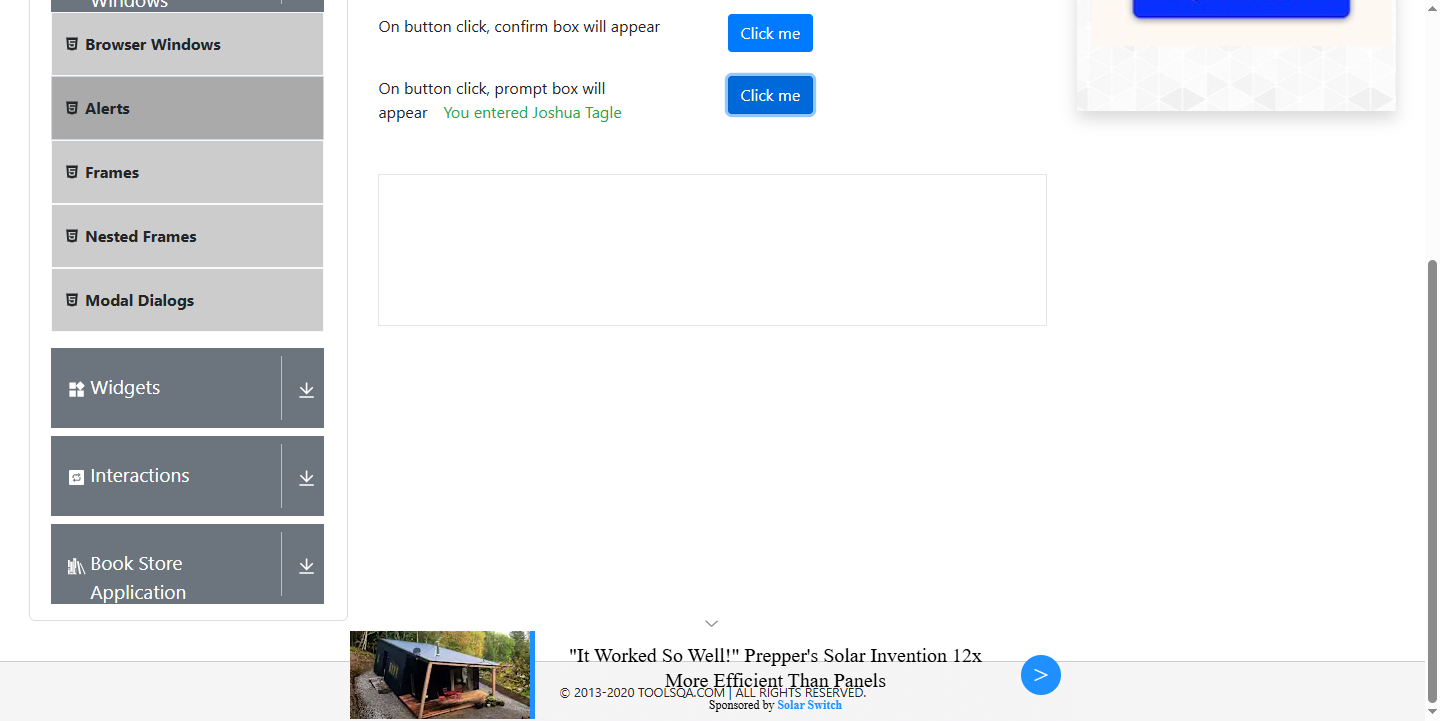 Windows
Browser Windows
Alerts
Frames
Nested Frames
Modal Dialogs
Widgets
Interactions
Book Store
Application
On button click, confirm box will appear
Click me
On button click, prompt box will
appear You entered Joshua Tagle
Click me
"It Worked So Well!" Prepper's Solar Invention 12x
More Efficient Than Panels
© 2013-2020 TOOLSQA.COM | ALL RIGHTS RESERVED.
Sponsored by Solar Switch
>